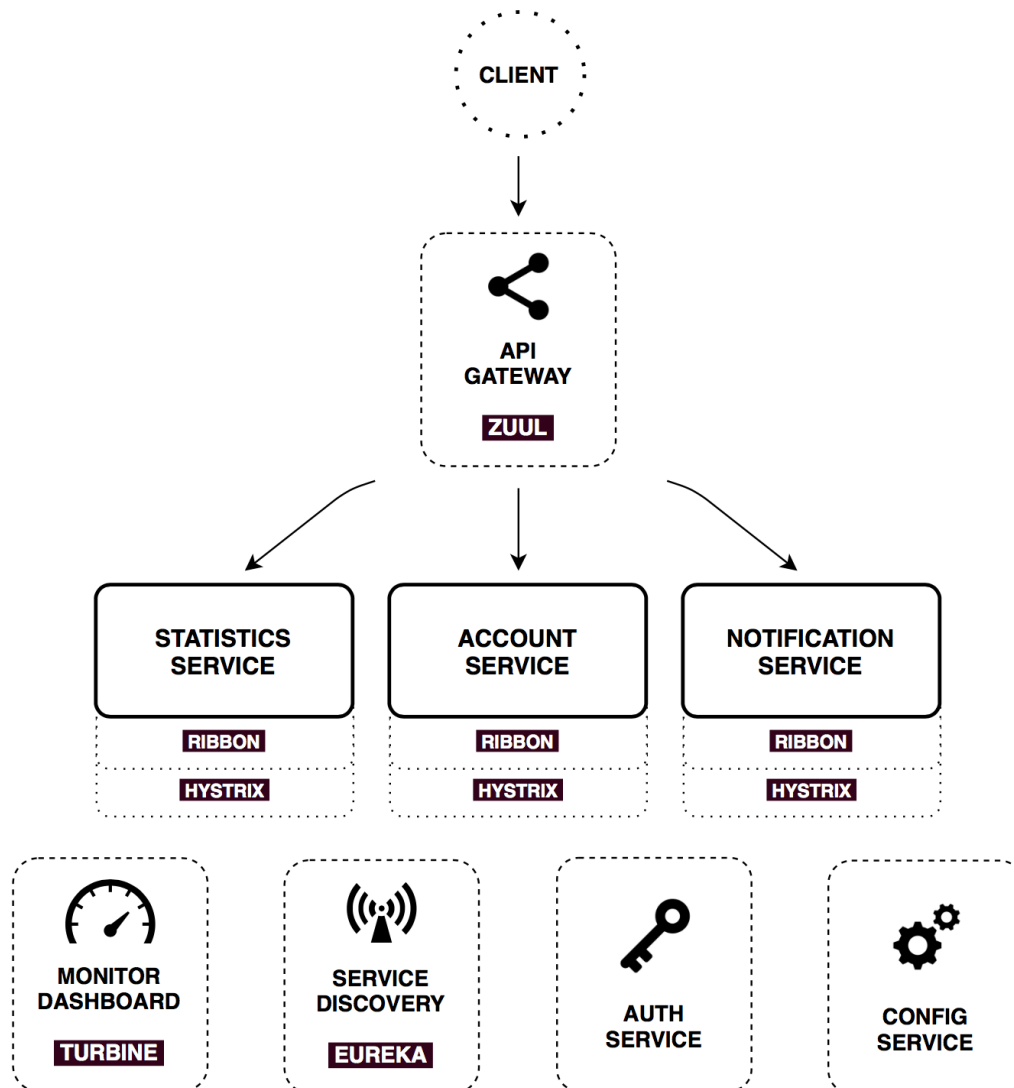 CLIENT
API
GATEWAY
ZUUL
STATISTICS
SERVICE
ACCOUNT
SERVICE
NOTIFICATION
SERVICE
RIBBON
RIBBON
RIBBON
HYSTRIX
HYSTRIX
HYSTRIX
MONITOR
DASHBOARD
TURBINE
SERVICE
DISCOVERY
EUREKA
AUTH
SERVICE
CONFIG
SERVICE